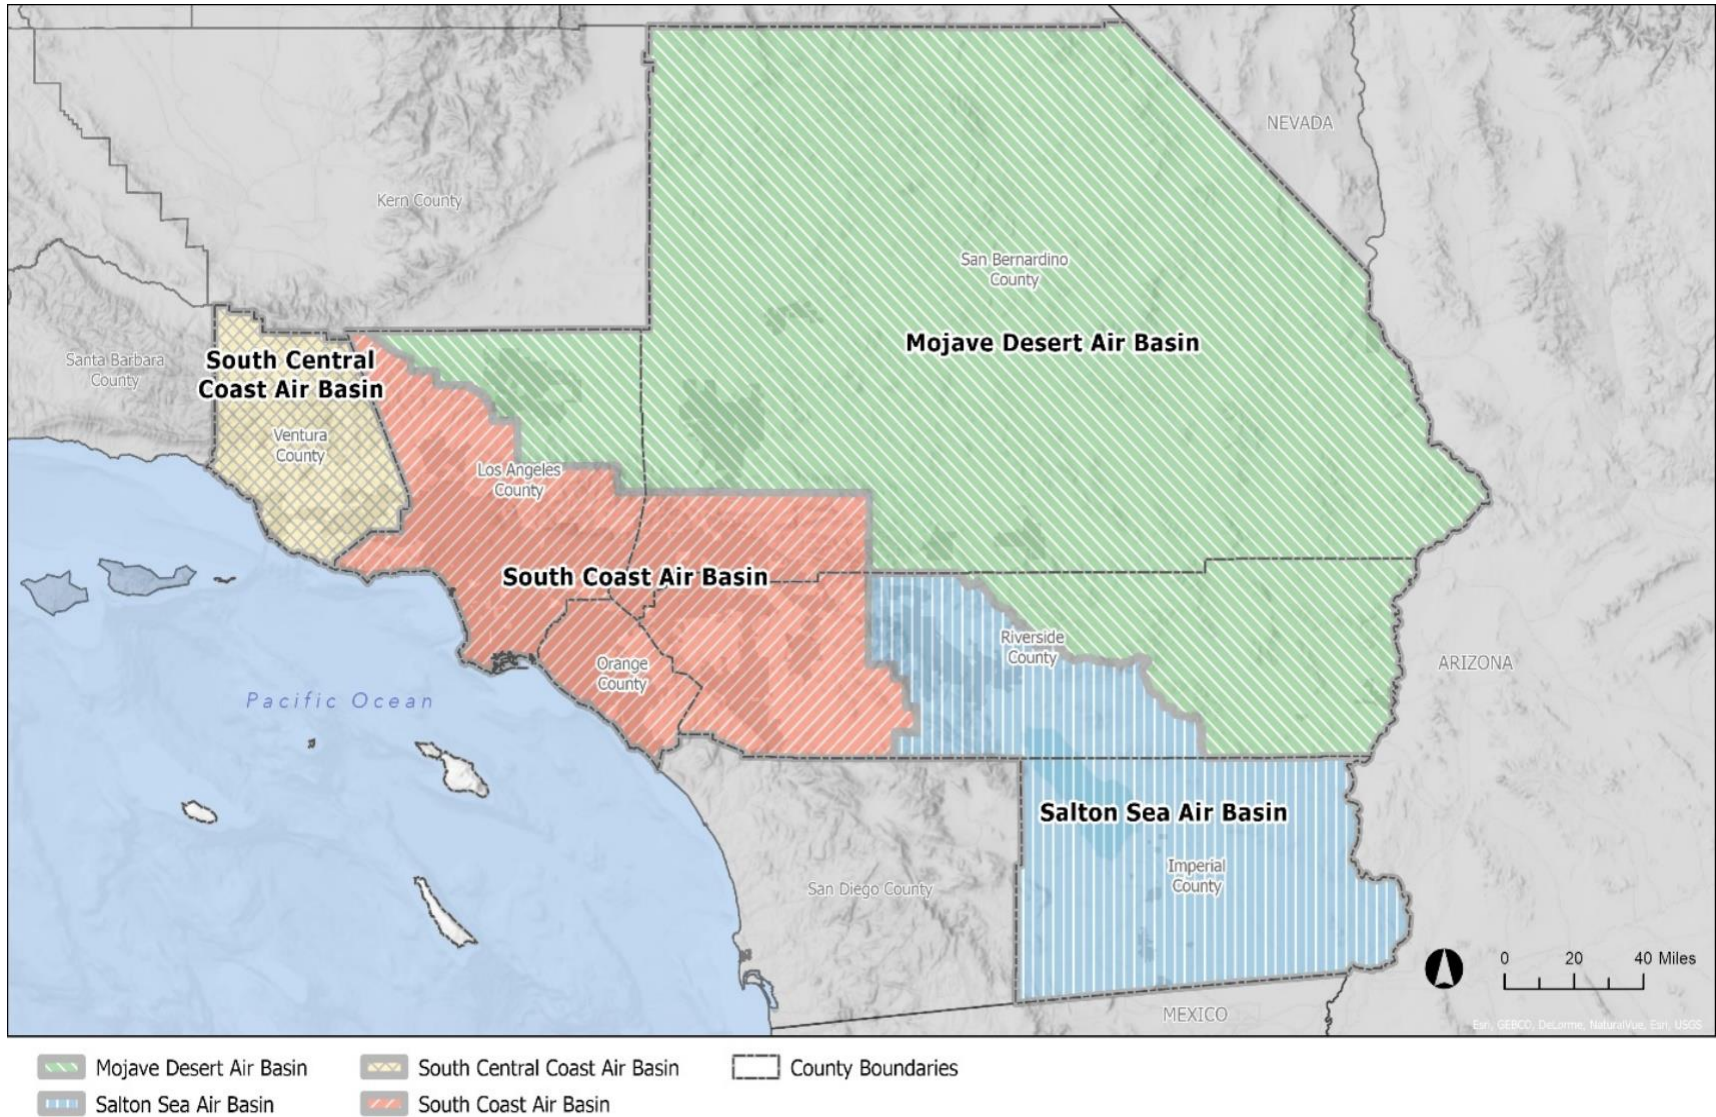 NEVADA
Kern County
San Bernardino
County
Mojave Desert Air Basin
Santa Barbara
County
South Central
Coast Air Basin
Ventura
County
Los Angeles
County
South Coast Air Basin
Riverside
County
Orange
County
ARIZONA
Pacific Ocean
Salton Sea Air Basin
Imperial
County
San Diego County
0 20 40 Miles
MEXICO
Esri, GEBCO, DeLorme, NaturalVue, Esri, USGS
Mojave Desert Air Basin
South Central Coast Air Basin
County Boundaries
Salton Sea Air Basin
South Coast Air Basin